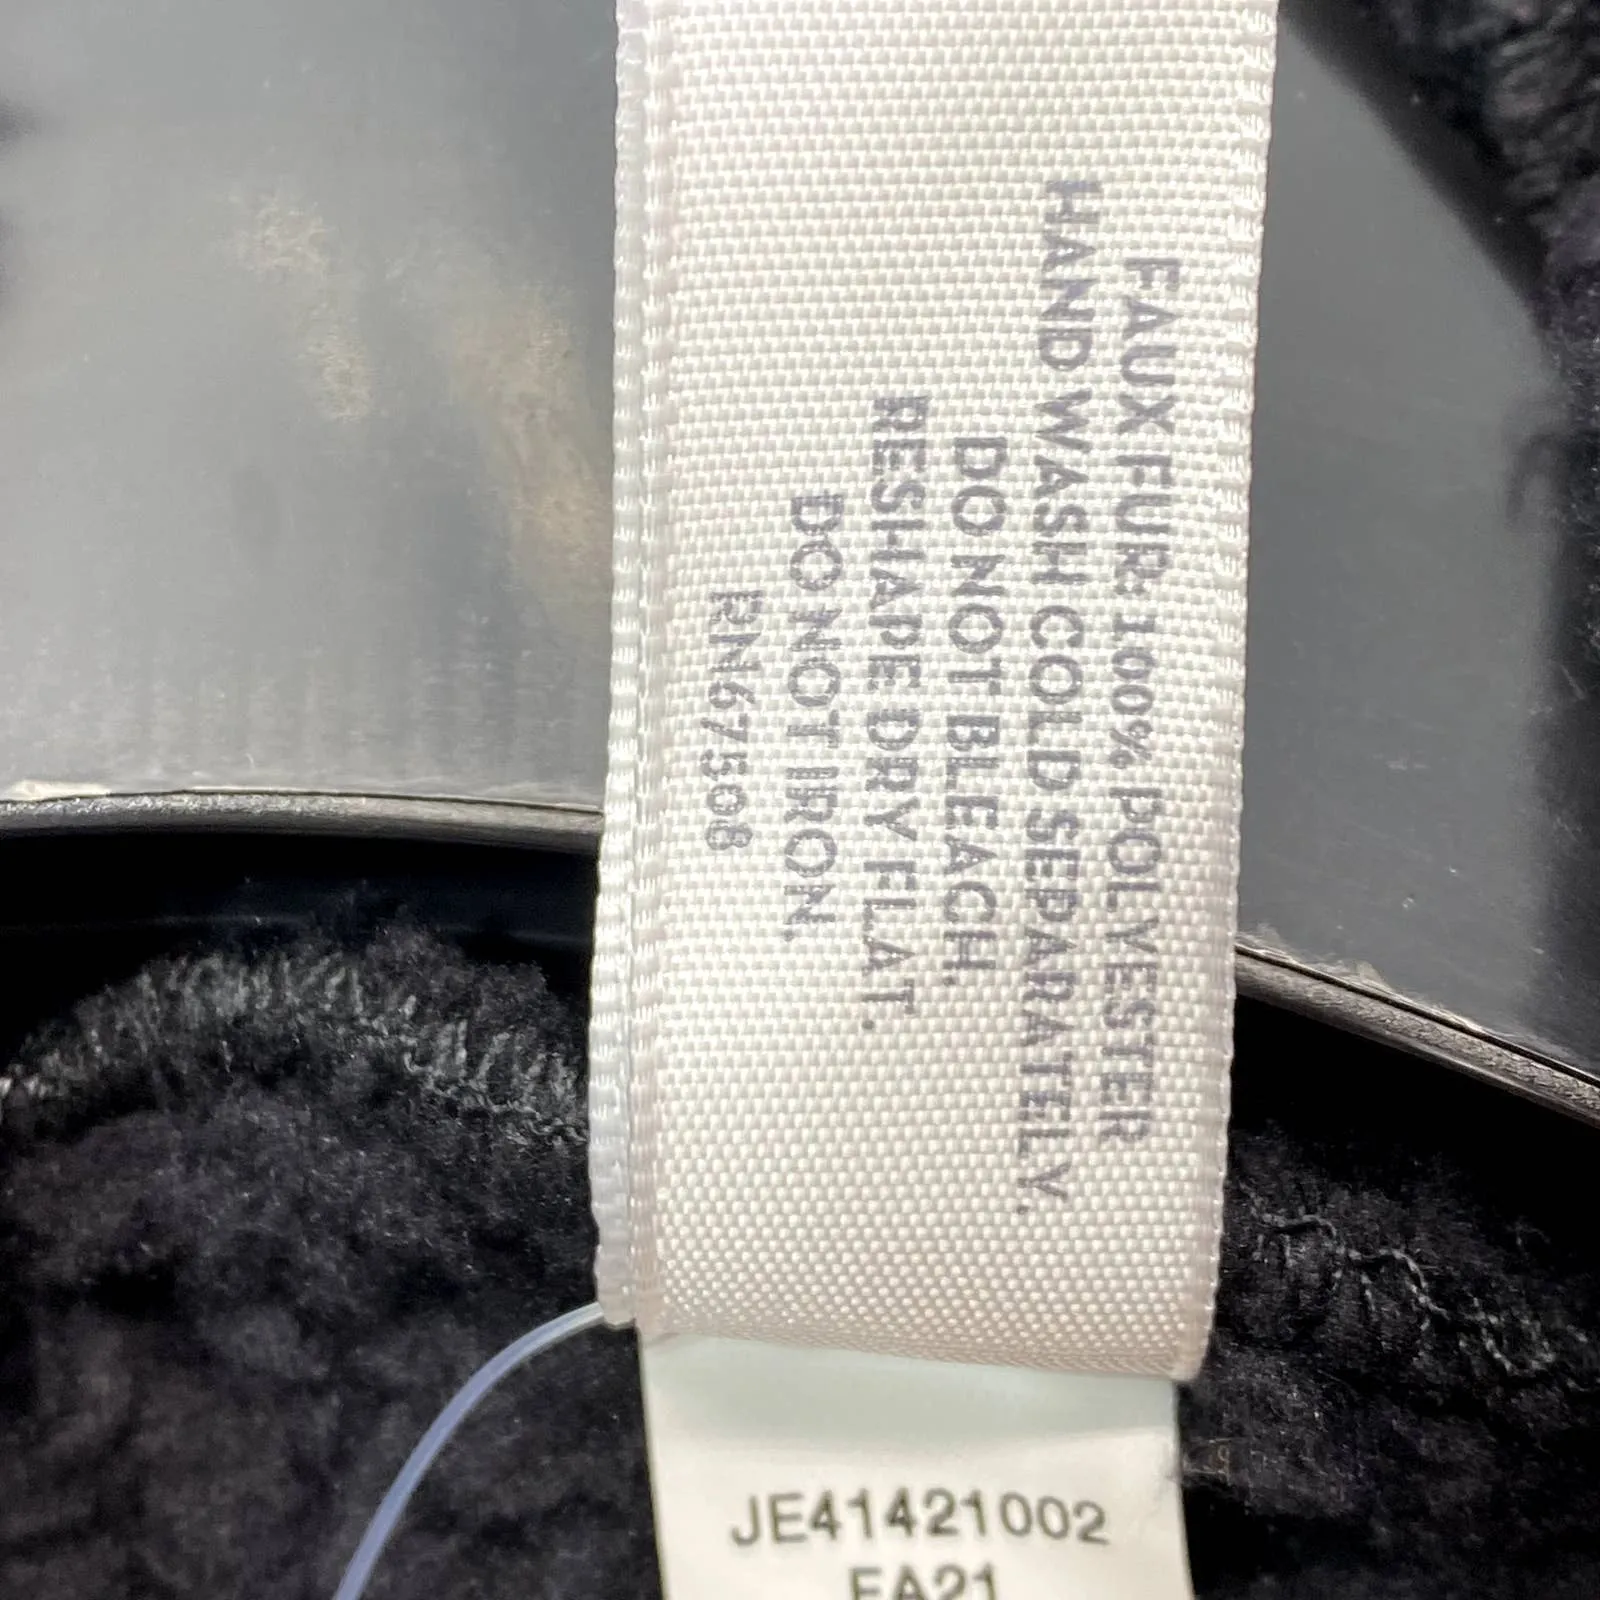 FAUX FUR: 100% POLYESTER
HAND WASH COLD SEPARATELY.
DO NOT BLEACH.
RESHAPE DRY FLAT.
DO NOT IRON.
RN67508
JE41421002
FA21